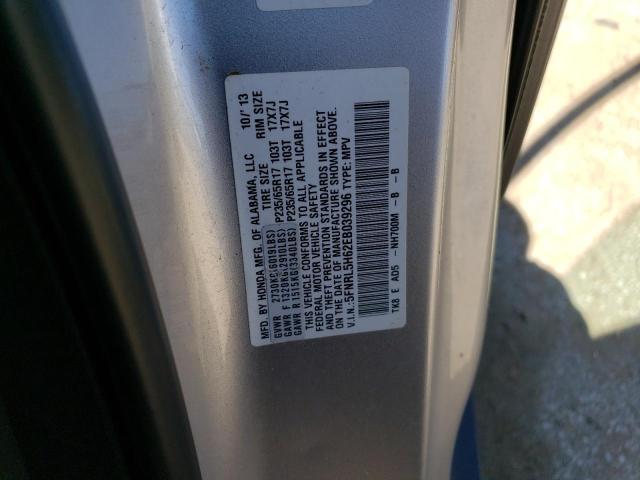 MFD. BY HONDA MFG. OF ALABAMA, LLC 10/'13
TIRE SIZE RIM SIZE
GVWR 2730KG(6019LBS)
GAWR F 1320KG(2910LBS) P235/65R17 103T 17X7J
GAWR R 1515KG(3340LBS) P235/65R17 103T 17X7J
THIS VEHICLE CONFORMS TO ALL APPLICABLE
FEDERAL MOTOR VEHICLE SAFETY
AND THEFT PREVENTION STANDARDS IN EFFECT
ON THE DATE OF MANUFACTURE SHOWN ABOVE.
V.I.N.:5FNRL5H62EB039296 TYPE: MPV
TK8 E AD5 - NH700M - B - B